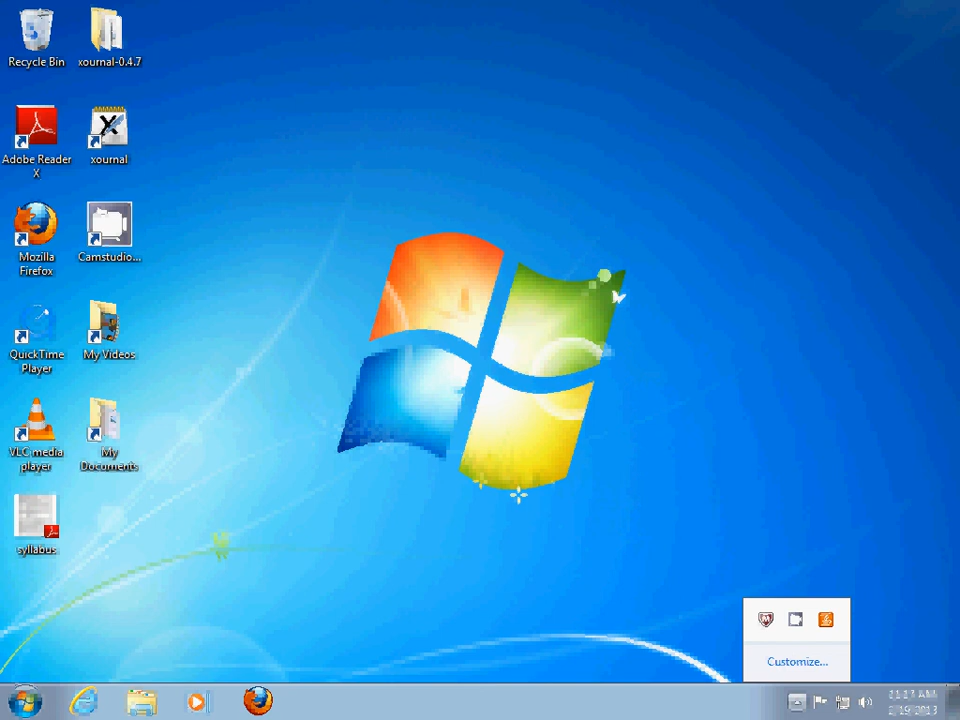 Recycle Bin
xournal-0.4.7
Adobe Reader
X
xournal
Mozilla
Firefox
Camstudio...
QuickTime
Player
My Videos
VLC media
player
My
Documents
syllabus
Customize...
11:17 AM
2/19/2013